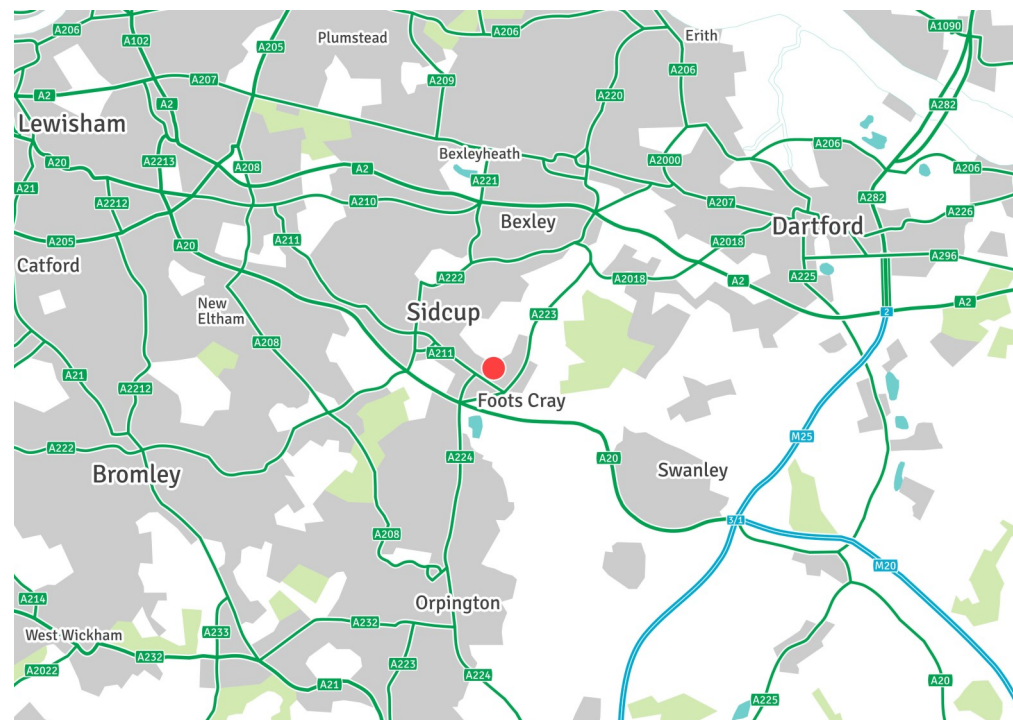 A206
A102
A205
Plumstead
A206
Erith
A1090
A207
A209
A206
A2
A2
A220
A282
Lewisham
A20
A2213
A208
A2
Bexleyheath
A2000
A206
A206
A21
A2212
A210
A221
A207
A282
A226
A205
A20
A211
Bexley
A2018
Dartford
A296
Catford
A222
A2018
A2
A225
A2
New
Eltham
Sidcup
A223
2
A208
A211
A21
A2212
Foots Cray
M25
A222
A224
A20
Swanley
Bromley
3/1
A208
M20
A214
Orpington
West Wickham
A233
A232
A2022
A232
A223
A21
A224
A225
A20